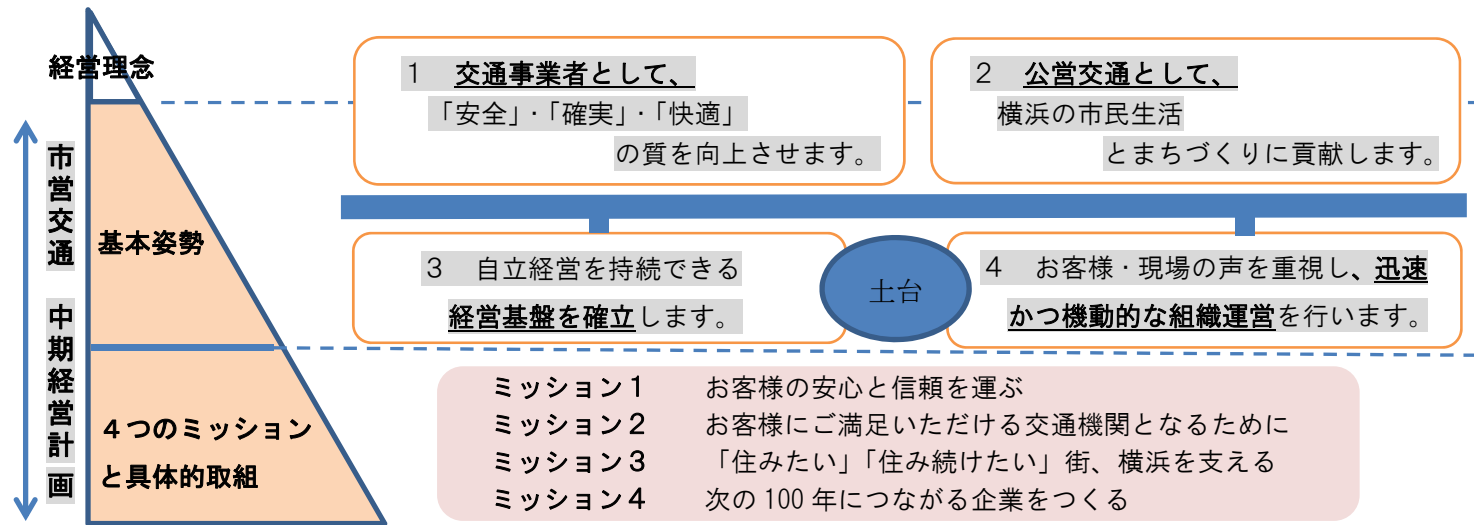 経営理念
市営交通 中期経営計画
基本姿勢
4つのミッション
と具体的取組
1 交通事業者として、
「安全」・「確実」・「快適」
の質を向上させます。
2 公営交通として、
横浜の市民生活
とまちづくりに貢献します。
3 自立経営を持続できる
経営基盤を確立します。
土台
4 お客様・現場の声を重視し、迅速
かつ機動的な組織運営を行います。
ミッション1 お客様の安心と信頼を運ぶ
ミッション2 お客様にご満足いただける交通機関となるために
ミッション3 「住みたい」「住み続けたい」街、横浜を支える
ミッション4 次の100年につながる企業をつくる